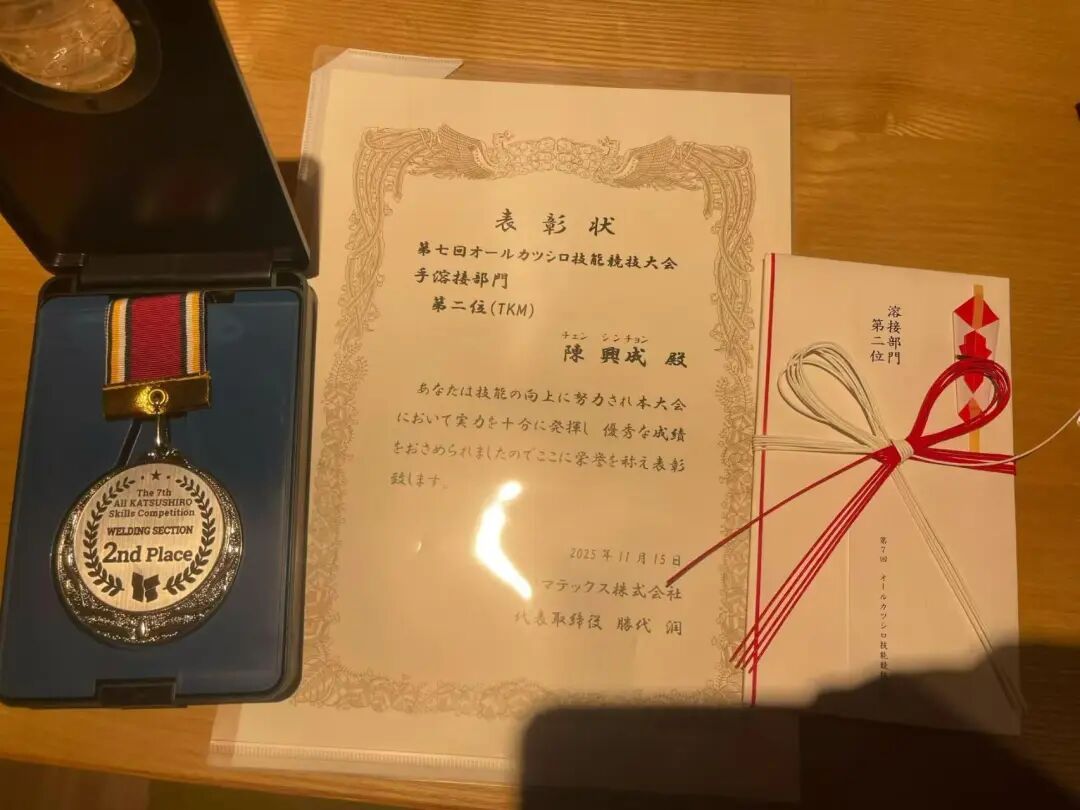 The 7th
All KATSUSHIRO
Skills Competition
WELDING SECTION
2nd Place
表彰状
第七回オールカツシロ技能競技大会
手溶接部門
第二位(TKM)
チェン シンチョン
陳 興成 殿
あなたは技能の向上に努力され本大会
において実力を十分に発揮し 優秀な成績
をおさめられましたのでここに栄誉を称え表彰
致します。
2025年11月15日
マテックス株式会社
代表取締役 勝代 润
溶接部門
第二位
第7回 オールカツシロ技能競技